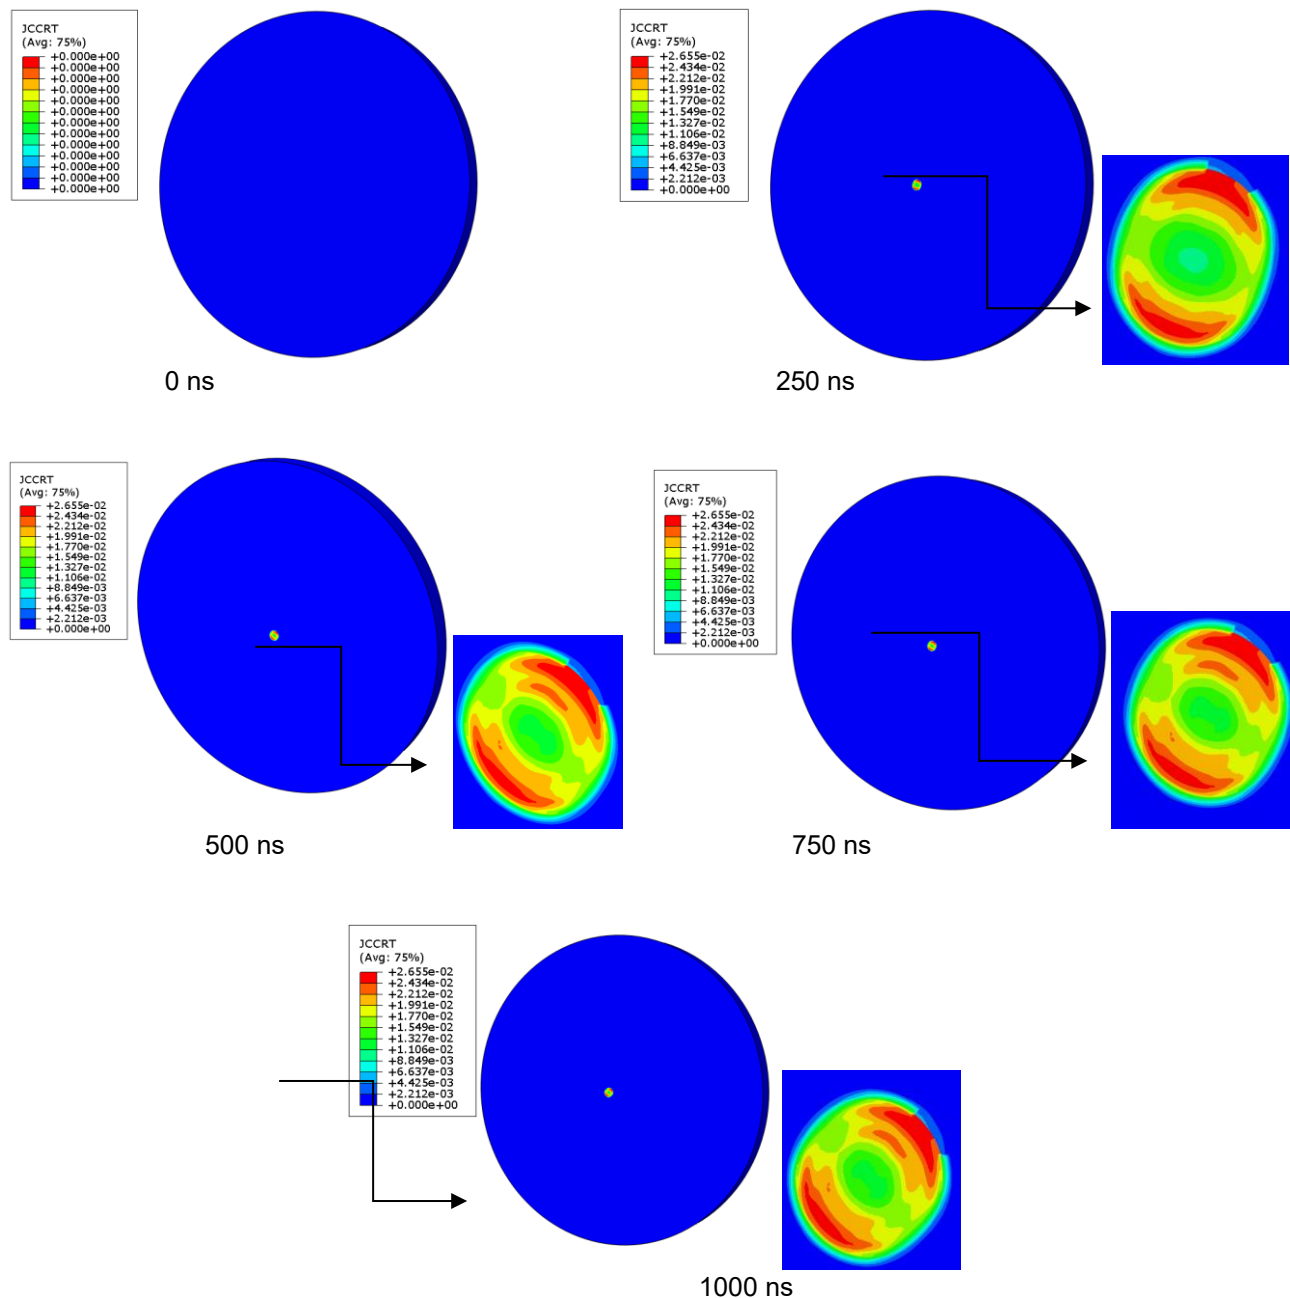 JCCRT
(Avg: 75%)
+0.000e+00
+0.000e+00
+0.000e+00
+0.000e+00
+0.000e+00
+0.000e+00
+0.000e+00
+0.000e+00
+0.000e+00
+0.000e+00
+0.000e+00
+0.000e+00
+0.000e+00
0 ns
JCCRT
(Avg: 75%)
+2.655e-02
+2.434e-02
+2.212e-02
+1.991e-02
+1.770e-02
+1.549e-02
+1.327e-02
+1.106e-02
+8.849e-03
+6.637e-03
+4.425e-03
+2.212e-03
+0.000e+00
250 ns
JCCRT
(Avg: 75%)
+2.655e-02
+2.434e-02
+2.212e-02
+1.991e-02
+1.770e-02
+1.549e-02
+1.327e-02
+1.106e-02
+8.849e-03
+6.637e-03
+4.425e-03
+2.212e-03
+0.000e+00
500 ns
JCCRT
(Avg: 75%)
+2.655e-02
+2.434e-02
+2.212e-02
+1.991e-02
+1.770e-02
+1.549e-02
+1.327e-02
+1.106e-02
+8.849e-03
+6.637e-03
+4.425e-03
+2.212e-03
+0.000e+00
750 ns
JCCRT
(Avg: 75%)
+2.655e-02
+2.434e-02
+2.212e-02
+1.991e-02
+1.770e-02
+1.549e-02
+1.327e-02
+1.106e-02
+8.849e-03
+6.637e-03
+4.425e-03
+2.212e-03
+0.000e+00
1000 ns